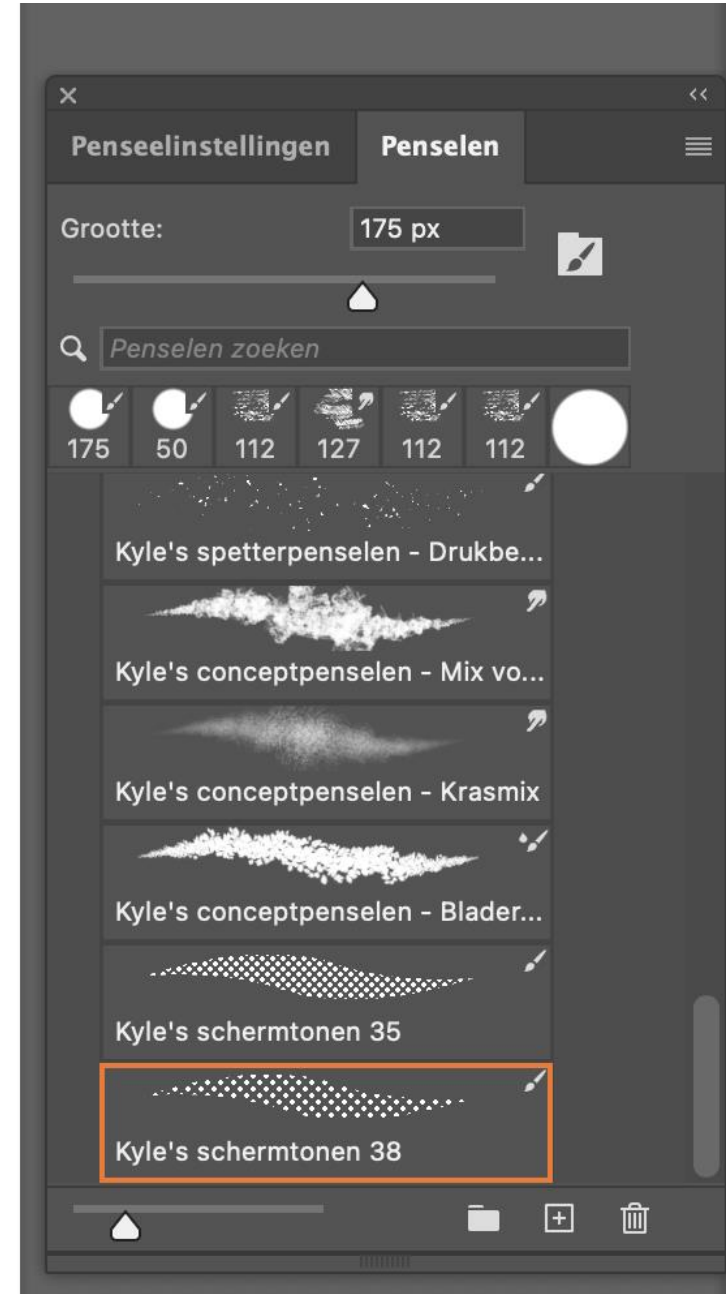 Penseelinstellingen Penselen
Grootte: 175 px
Penselen zoeken
175 50 112 127 112 112
Kyle's spetterpenselen - Drukbe...
Kyle's conceptpenselen - Mix vo...
Kyle's conceptpenselen - Krasmix
Kyle's conceptpenselen - Blader...
Kyle's schermtonen 35
Kyle's schermtonen 38